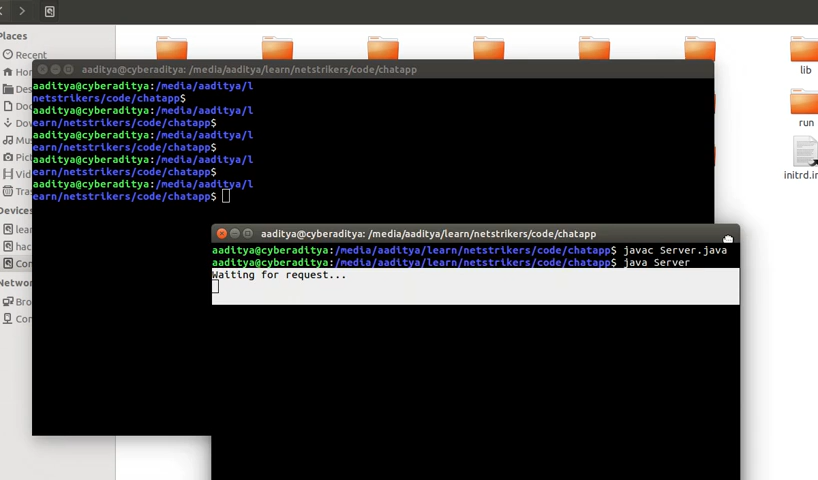 Places
Recent
aaditya@cyberaditya: /media/aaditya/learn/netstrikers/code/chatapp
lib
aaditya@cyberaditya:/media/aaditya/l
netstrikers/code/chatapp$
aaditya@cyberaditya:/media/aaditya/l
earn/netstrikers/code/chatapp$
aaditya@cyberaditya:/media/aaditya/l
earn/netstrikers/code/chatapp$
aaditya@cyberaditya:/media/aaditya/l
earn/netstrikers/code/chatapp$
aaditya@cyberaditya:/media/aaditya/l
earn/netstrikers/code/chatapp$
run
initrd.i
Devices
aaditya@cyberaditya: /media/aaditya/learn/netstrikers/code/chatapp
aaditya@cyberaditya:/media/aaditya/learn/netstrikers/code/chatapp$ javac Server.java
aaditya@cyberaditya:/media/aaditya/learn/netstrikers/code/chatapp$ java Server
Waiting for request...